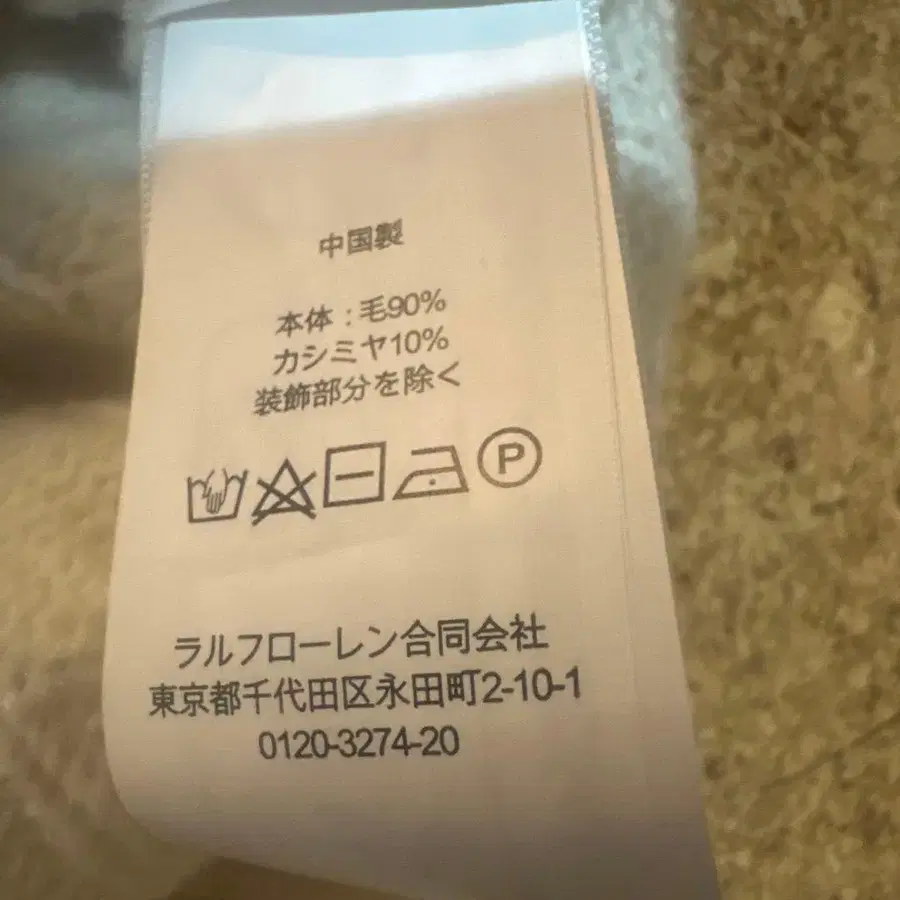 中国製
本体:毛90%
カシミヤ10%
装飾部分を除く
P
ラルフローレン合同会社
東京都千代田区永田町2-10-1
0120-3274-20